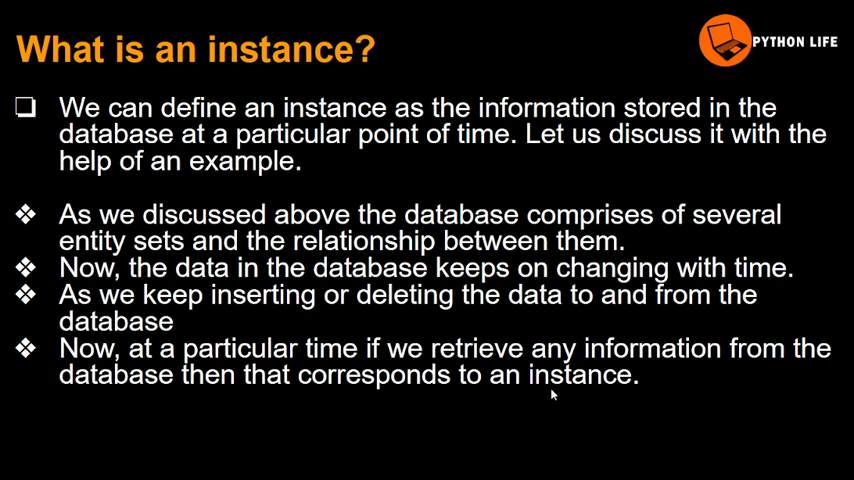 What is an instance?
PYTHON LIFE
We can define an instance as the information stored in the
database at a particular point of time. Let us discuss it with the
help of an example.
As we discussed above the database comprises of several
entity sets and the relationship between them.
Now, the data in the database keeps on changing with time.
As we keep inserting or deleting the data to and from the
database
Now, at a particular time if we retrieve any information from the
database then that corresponds to an instance.